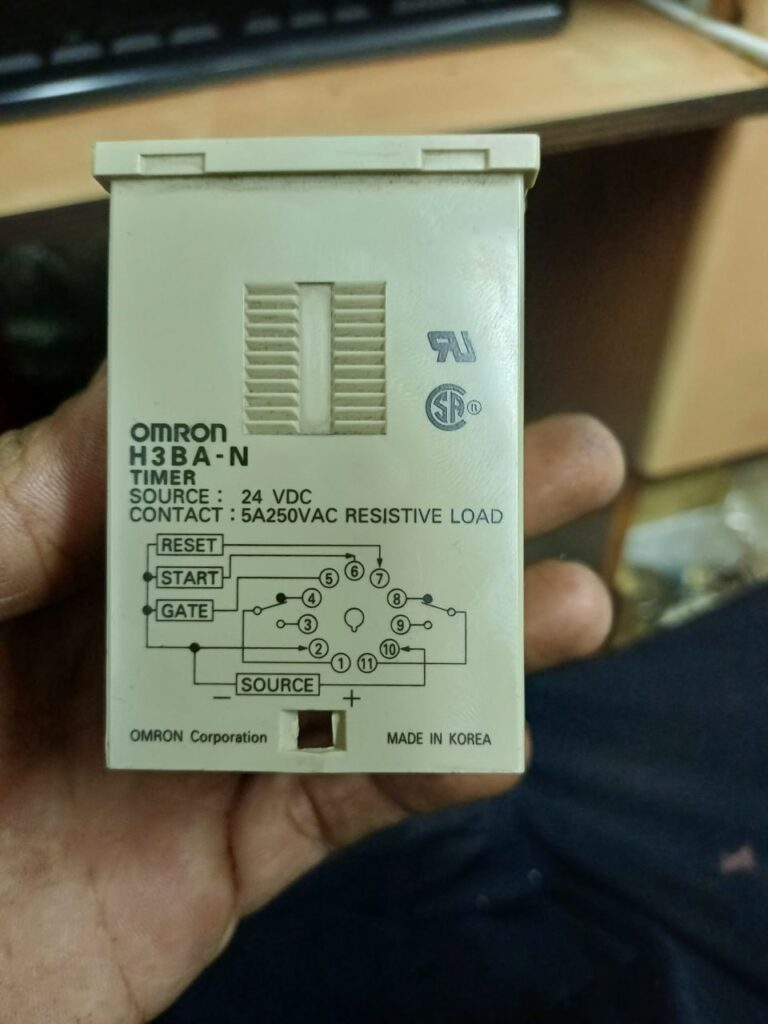 OMRON
H3BA-N
TIMER
SOURCE : 24 VDC
CONTACT : 5A250VAC RESISTIVE LOAD
RESET
START
GATE
5 6 7
4 8
3 9
2 10
1 11
SOURCE
− +
OMRON Corporation MADE IN KOREA